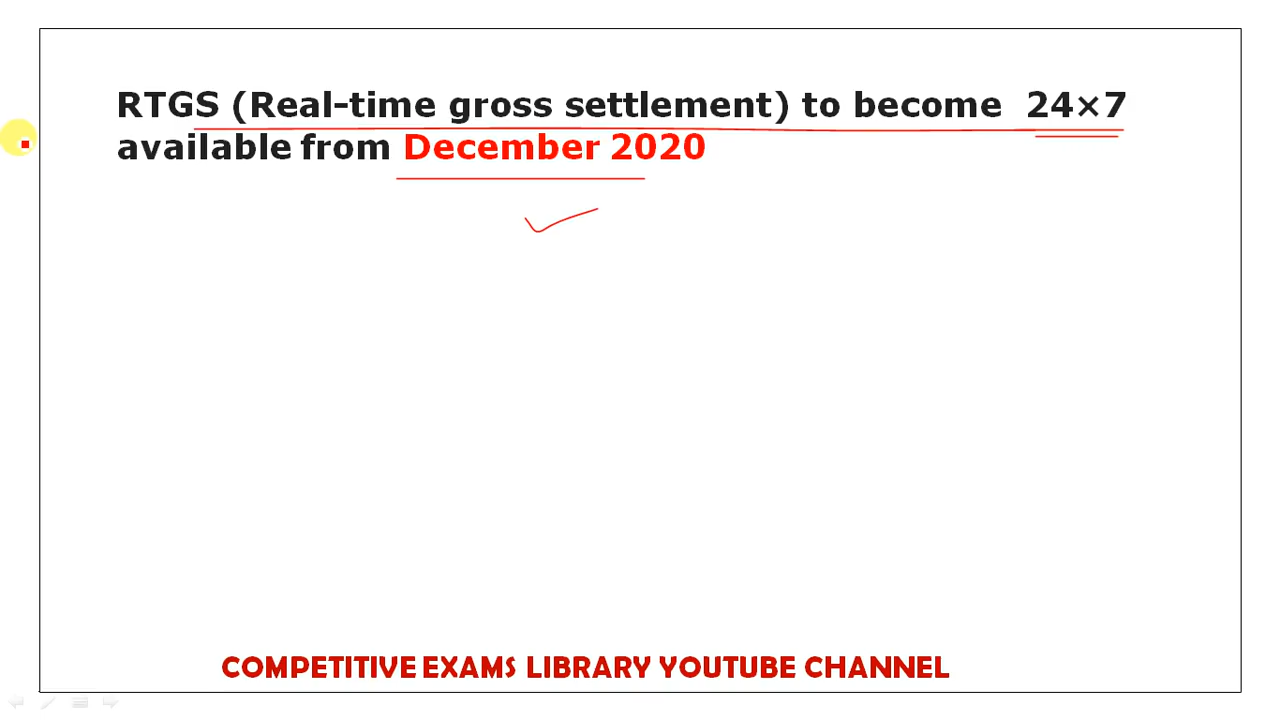 RTGS (Real-time gross settlement) to become 24×7
available from December 2020
COMPETITIVE EXAMS LIBRARY YOUTUBE CHANNEL